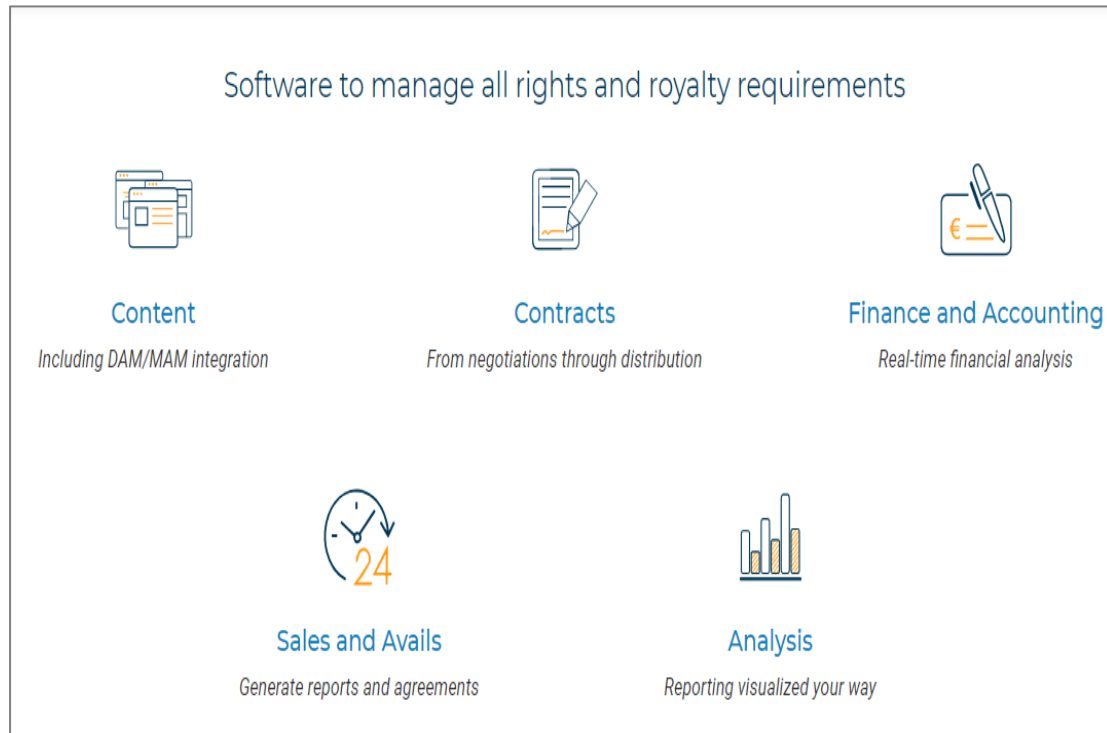 Software to manage all rights and royalty requirements
€
Content
Contracts
Finance and Accounting
Including DAM/MAM integration
From negotiations through distribution
Real-time financial analysis
24
Sales and Avails
Analysis
Generate reports and agreements
Reporting visualized your way